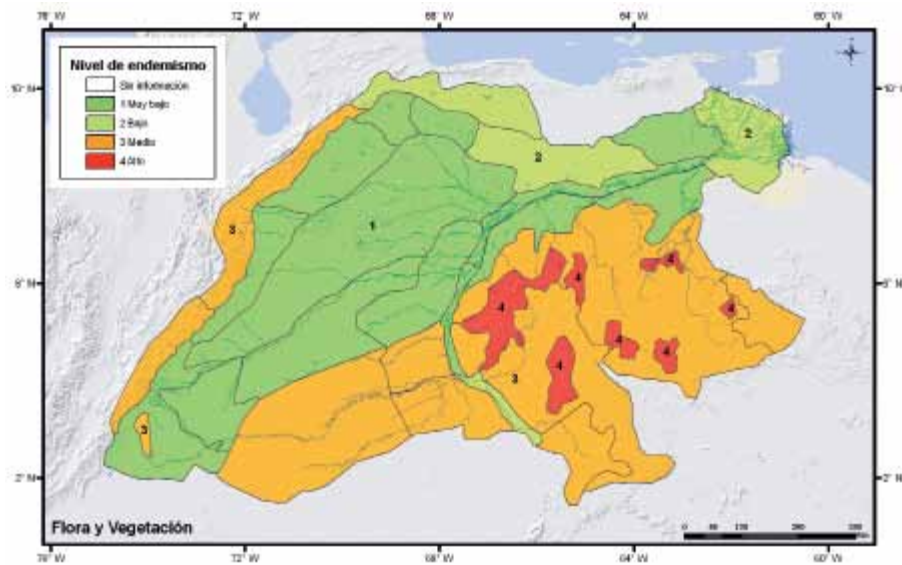 76° W 72° W 68° W 64° W 60° W
Nivel de endemismo
Sin información
1 Muy bajo
2 Bajo
3 Medio
4 Alto
10° N
10° N
2
2
3
1
4
4
6° N
6° N
4
4
4
4
4
3
3
2° N
2° N
Flora y Vegetación
76° W 72° W 68° W 64° W 60° W